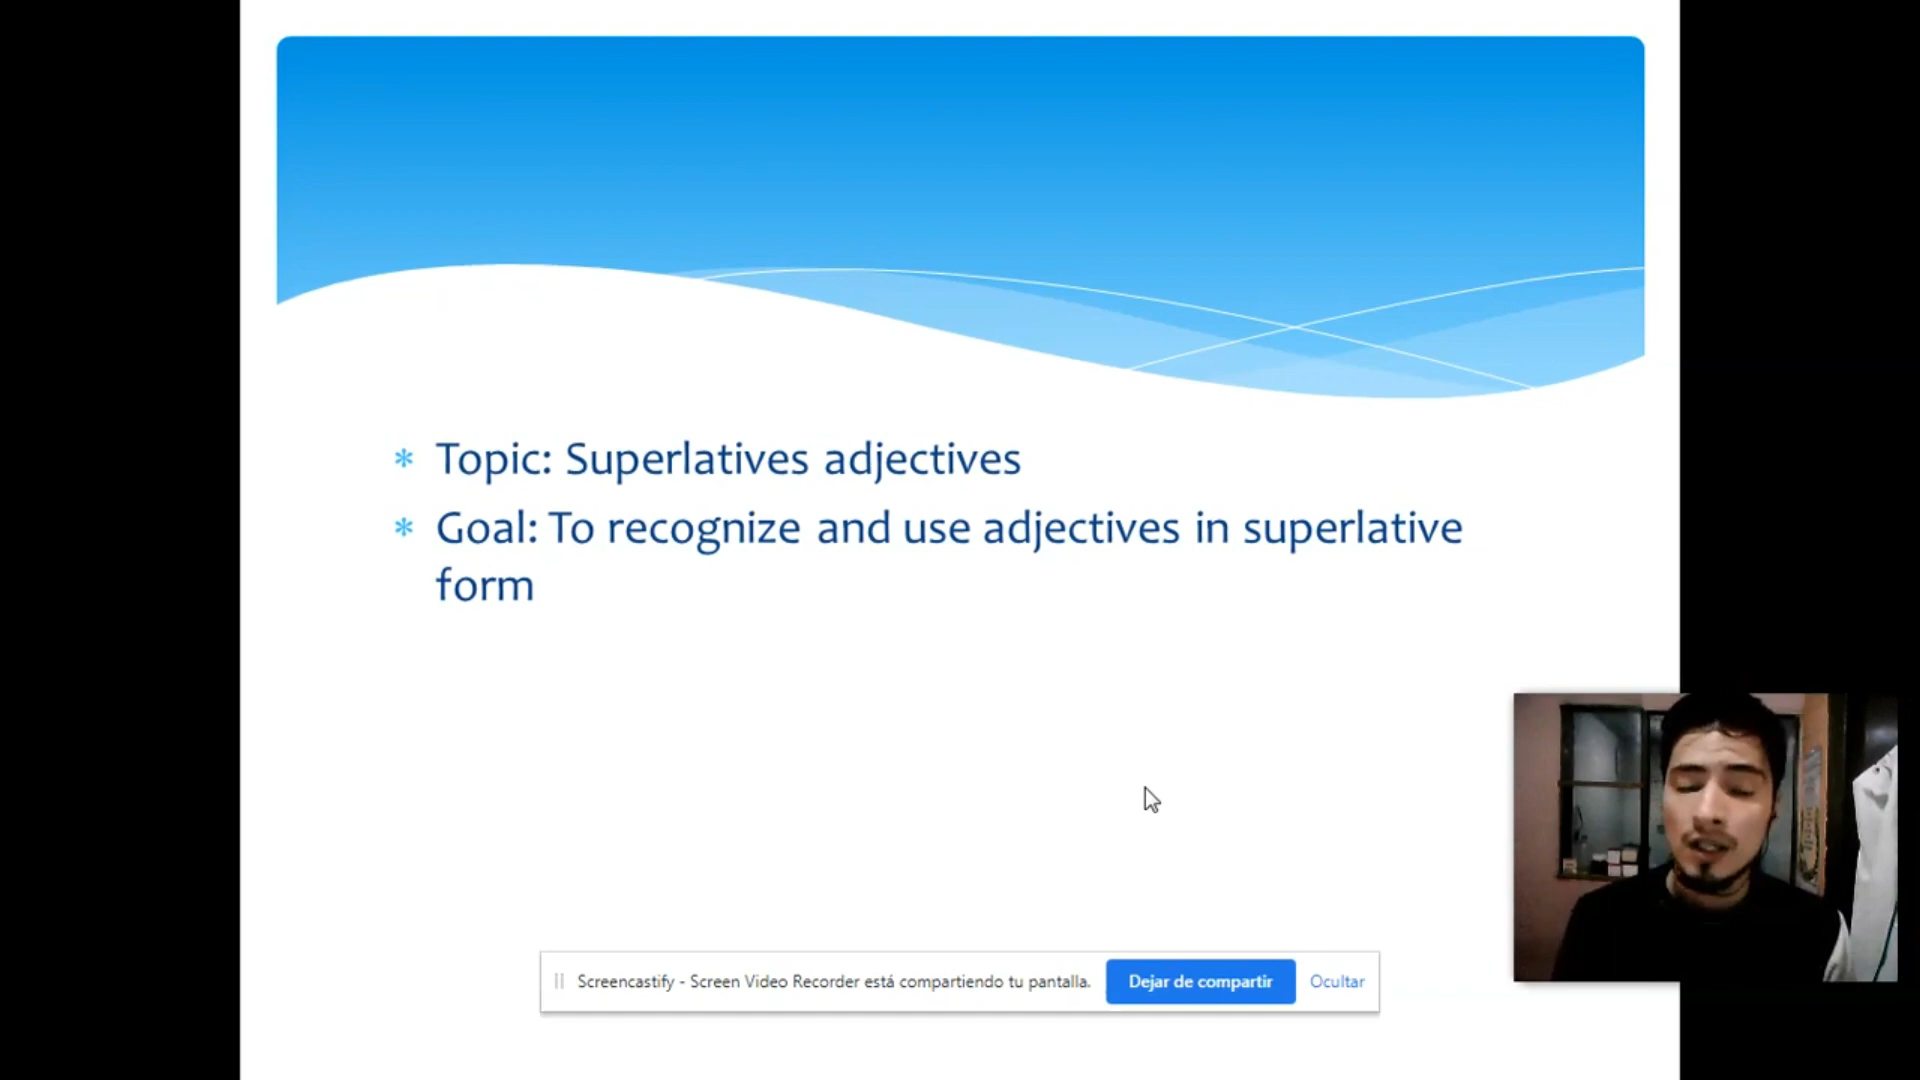 * Topic: Superlatives adjectives
* Goal: To recognize and use adjectives in superlative
form
Screencastify - Screen Video Recorder está compartiendo tu pantalla. Dejar de compartir Ocultar